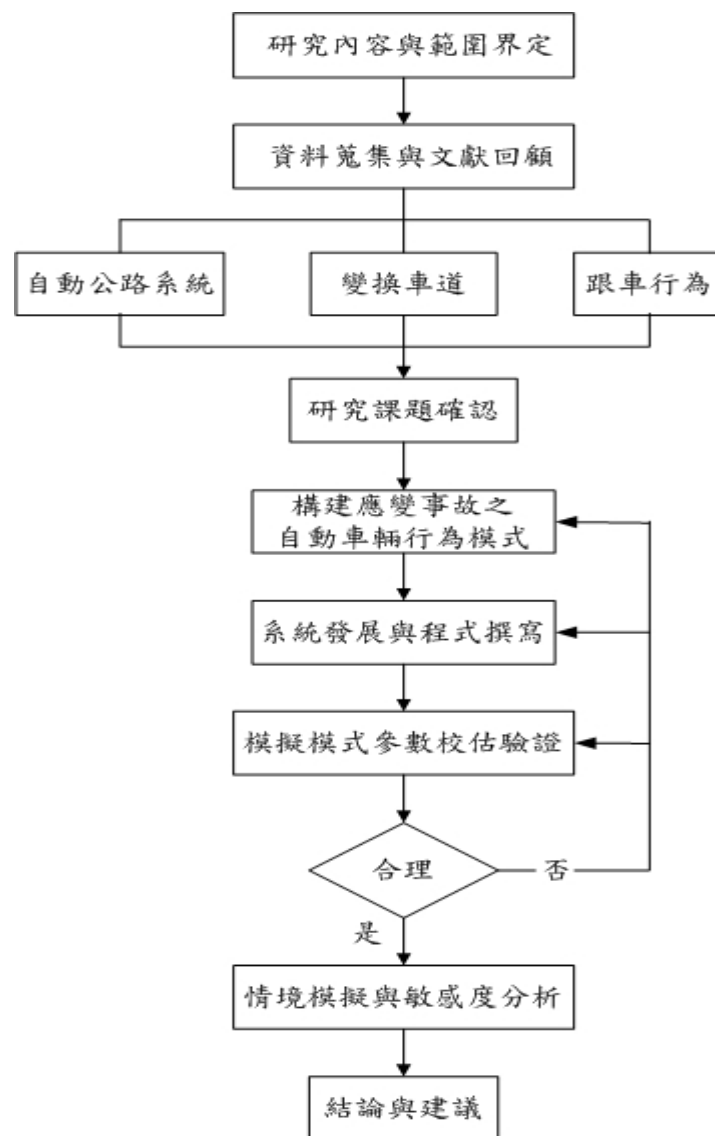 研究內容與範圍界定
資料蒐集與文獻回顧
自動公路系統
變換車道
跟車行為
研究課題確認
構建應變事故之
自動車輛行為模式
系統發展與程式撰寫
模擬模式參數校估驗證
合理
否
是
情境模擬與敏感度分析
結論與建議